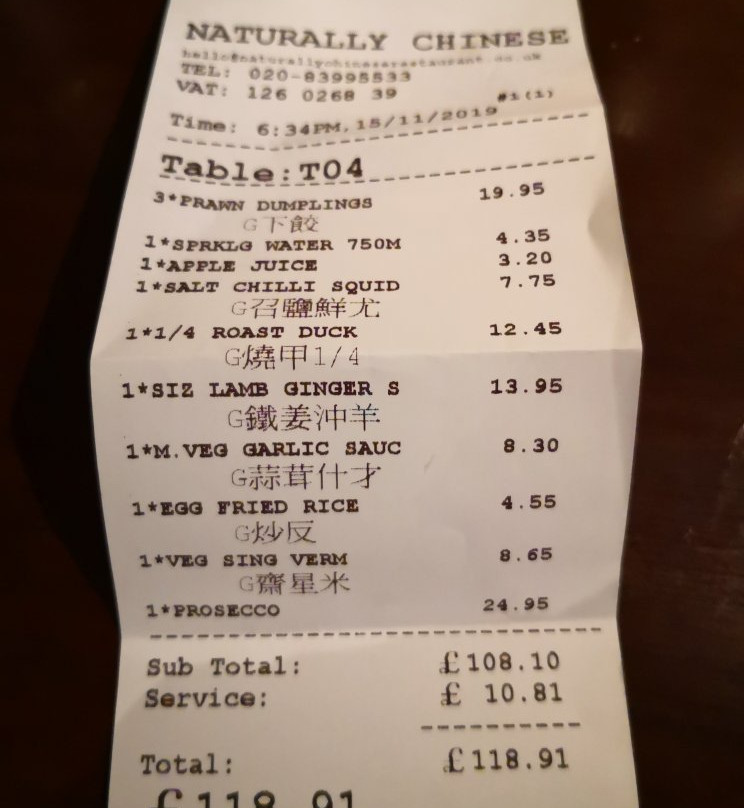 NATURALLY CHINESE
hello@naturallychineserestaurant.co.uk
TEL: 020-83995533
VAT: 126 0268 39
#1(1)
Time: 6:34PM,15/11/2019
Table:T04
3*PRAWN DUMPLINGS 19.95
G下餃
1*SPRKLG WATER 750M 4.35
1*APPLE JUICE 3.20
1*SALT CHILLI SQUID 7.75
G召鹽鮮尤
1*1/4 ROAST DUCK 12.45
G燒甲1/4
1*SIZ LAMB GINGER S 13.95
G鐵姜沖羊
1*M.VEG GARLIC SAUC 8.30
G蒜茸什才
1*EGG FRIED RICE 4.55
G炒反
1*VEG SING VERM 8.65
G齋星米
1*PROSECCO 24.95
Sub Total: £108.10
Service: £ 10.81
Total: £118.91
£118.91